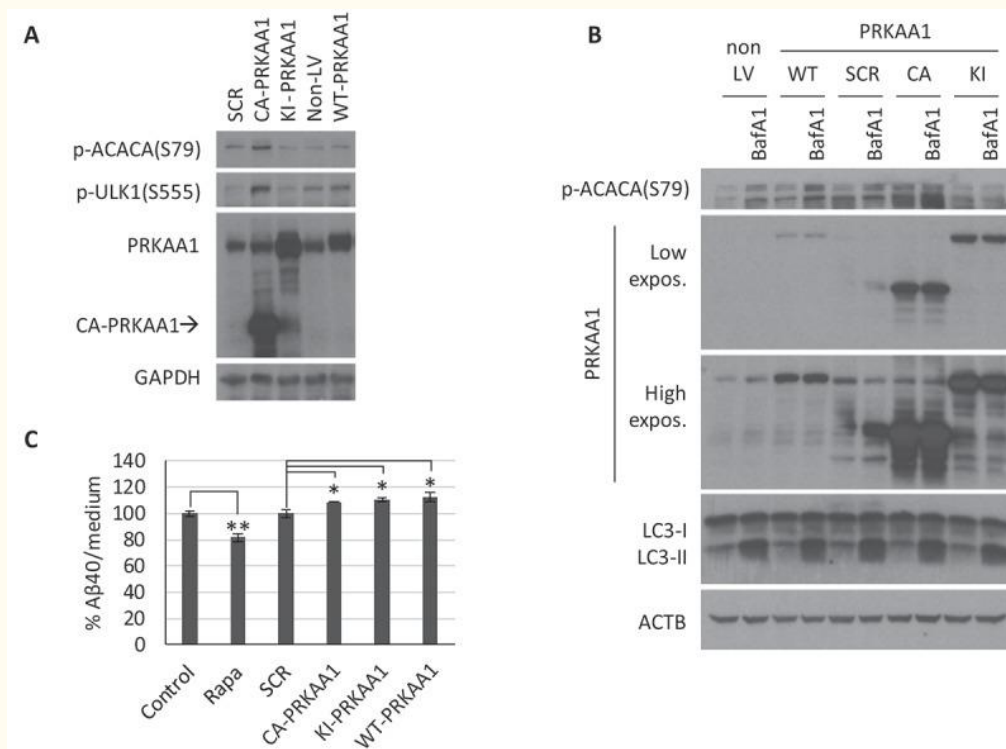 A
SCR
CA-PRKAA1
KI-PRKAA1
Non-LV
WT-PRKAA1
p-ACACA(S79)
p-ULK1(S555)
PRKAA1
CA-PRKAA1→
GAPDH
B
PRKAA1
non
LV
WT
SCR
CA
KI
BafA1
BafA1
BafA1
BafA1
BafA1
p-ACACA(S79)
PRKAA1
Low
expos.
High
expos.
LC3-I
LC3-II
ACTB
C
% Aβ40/medium
140
120
100
80
60
40
20
0
**
*
*
*
Control
Rapa
SCR
CA-PRKAA1
KI-PRKAA1
WT-PRKAA1